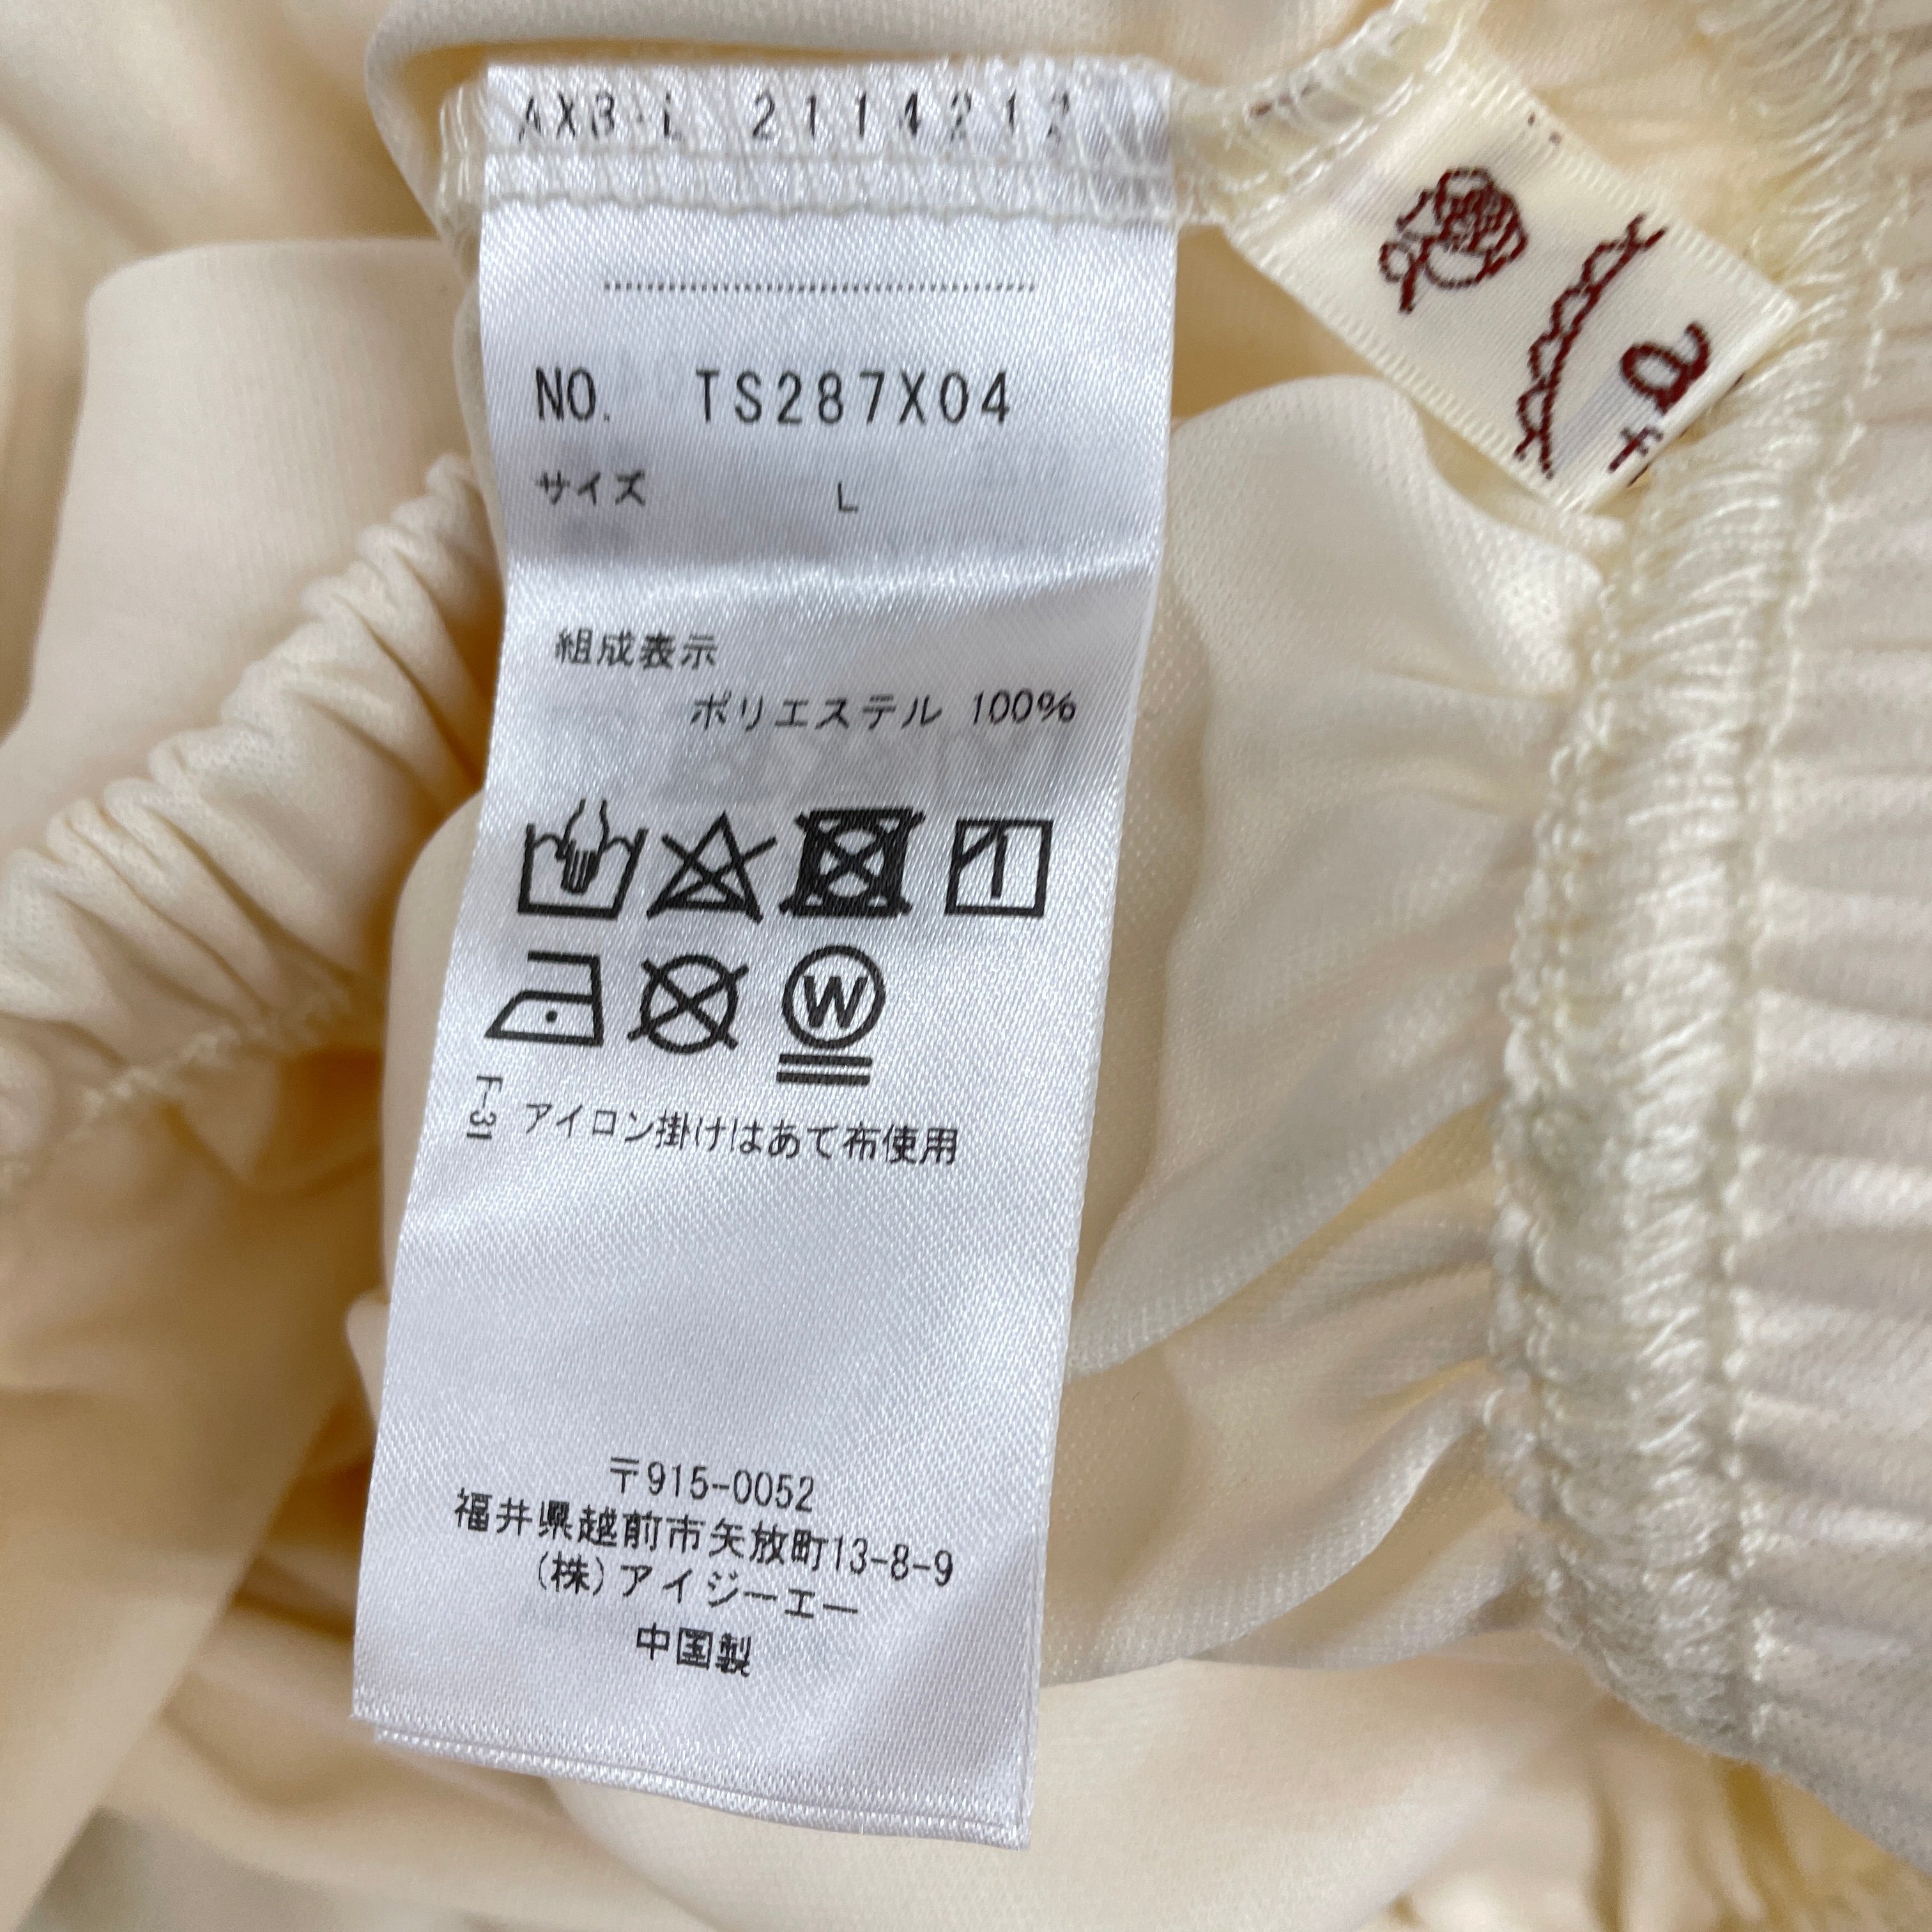 NO. TS287X04
サイズ L
組成表示
ポリエステル 100%
W
F-31
アイロン掛けはあて布使用
〒915-0052
福井県越前市矢放町13-8-9
(株)アイジーエー
中国製